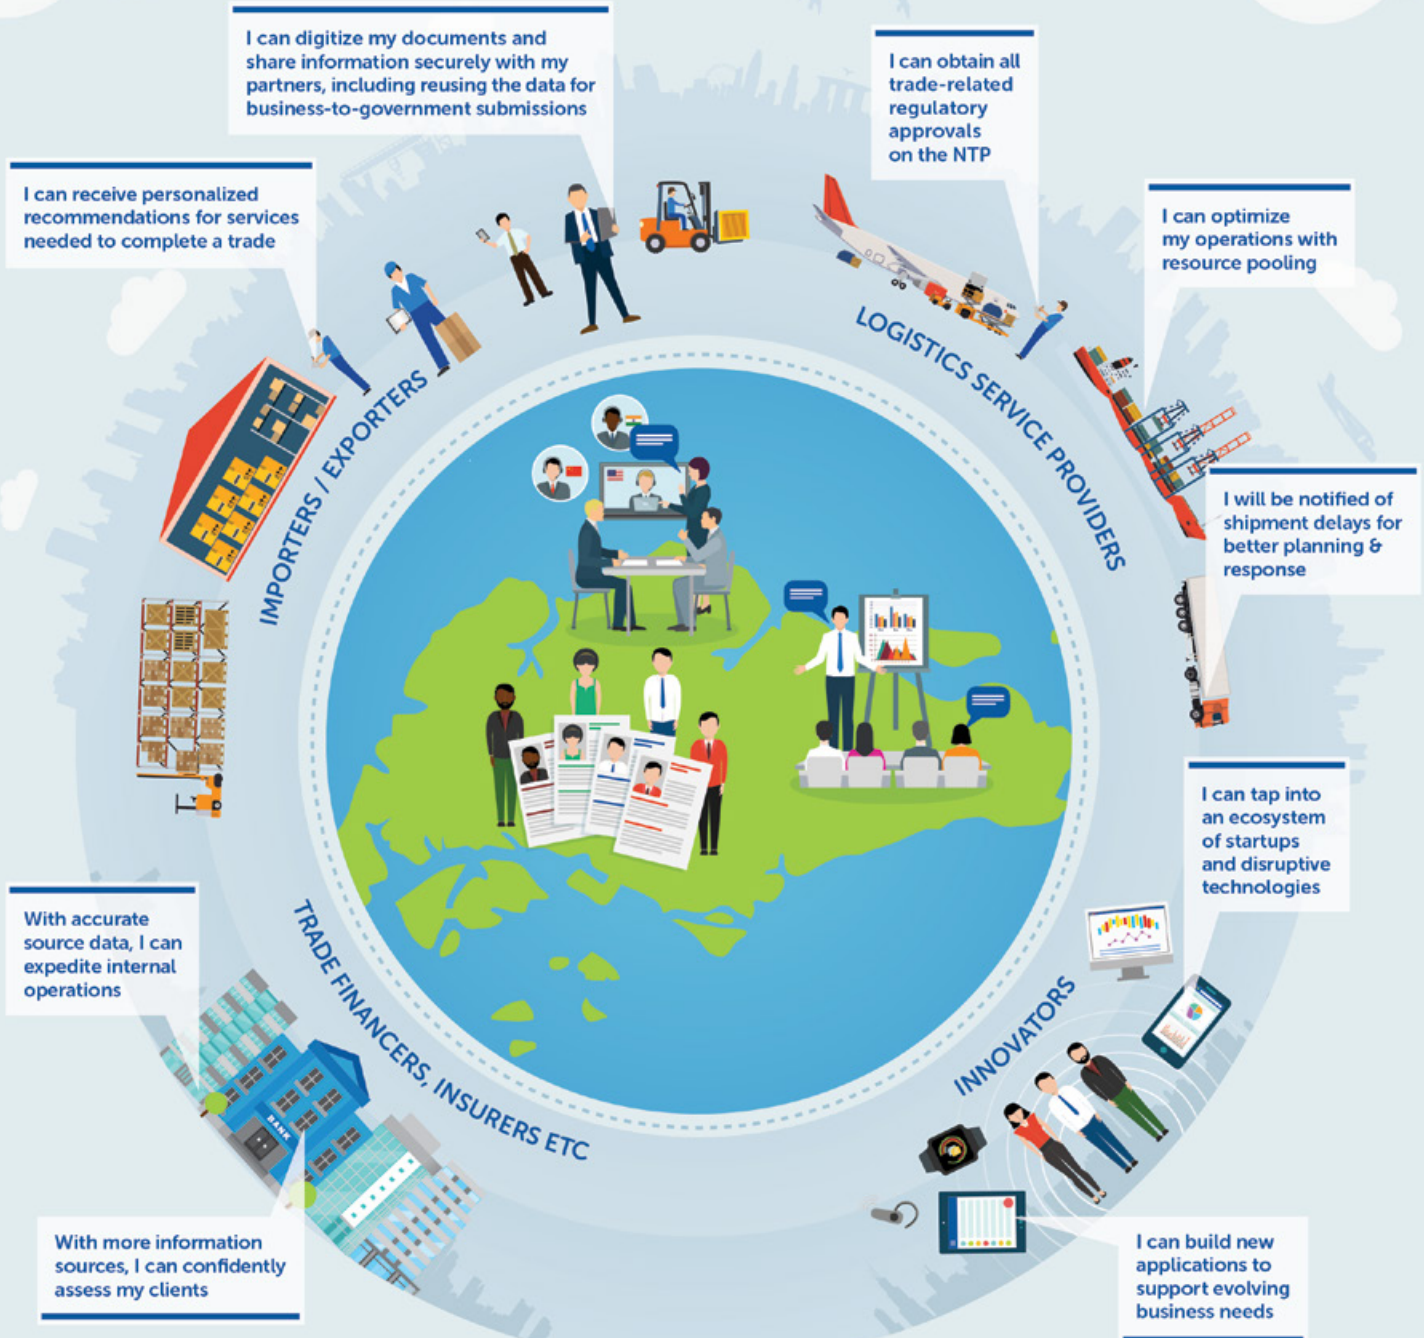 I can digitize my documents and
share information securely with my
partners, including reusing the data for
business-to-government submissions
I can obtain all
trade-related
regulatory
approvals
on the NTP
I can receive personalized
recommendations for services
needed to complete a trade
I can optimize
my operations with
resource pooling
IMPORTERS / EXPORTERS
LOGISTICS SERVICE PROVIDERS
I will be notified of
shipment delays for
better planning &
response
I can tap into
an ecosystem
of startups
and disruptive
technologies
With accurate
source data, I can
expedite internal
operations
TRADE FINANCERS, INSURERS ETC
INNOVATORS
BANK
With more information
sources, I can confidently
assess my clients
I can build new
applications to
support evolving
business needs